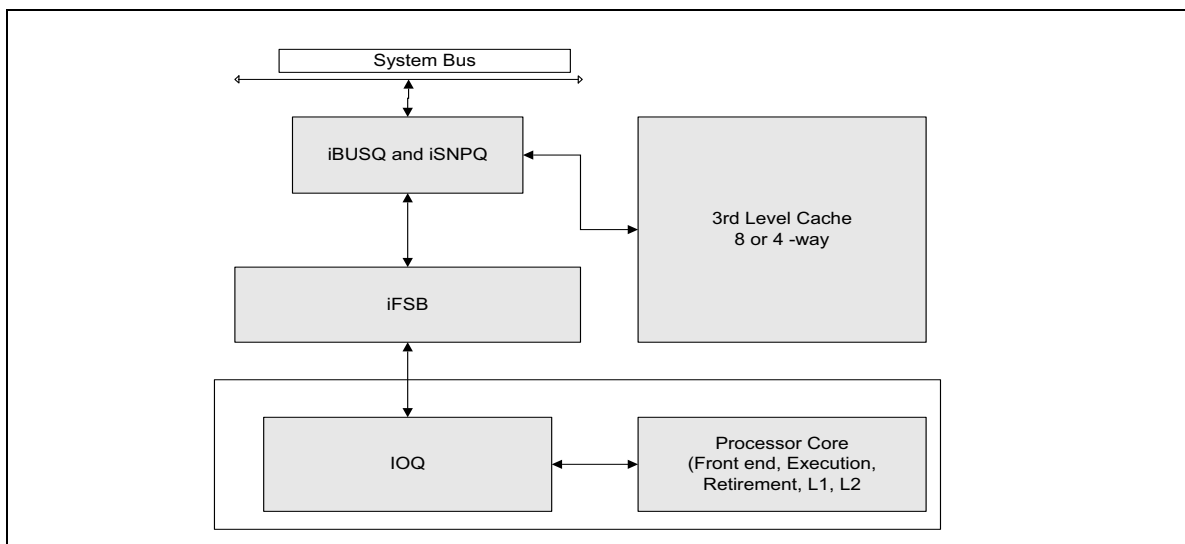 System Bus
iBUSQ and iSNPQ
3rd Level Cache
8 or 4 -way
iFSB
IOQ
Processor Core
(Front end, Execution,
Retirement, L1, L2